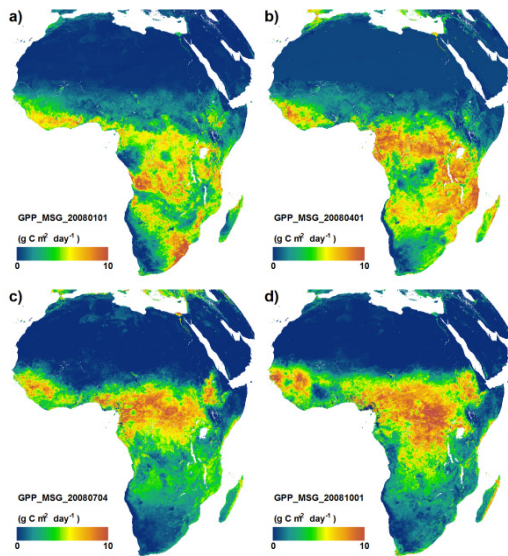 a)
b)
GPP_MSG_20080101
GPP_MSG_20080401
(g C m² day⁻¹)
(g C m² day⁻¹)
0 10
0 10
c)
d)
GPP_MSG_20080704
GPP_MSG_20081001
(g C m² day⁻¹)
(g C m² day⁻¹)
0 10
0 10